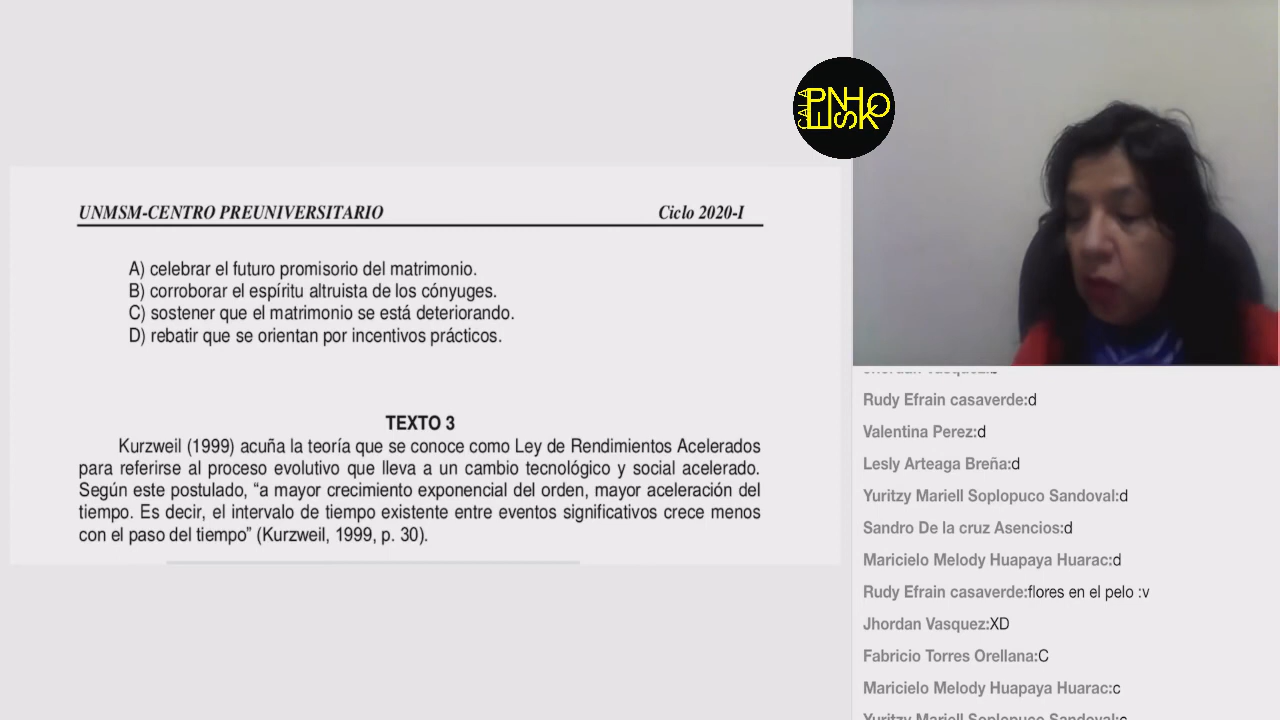 CALA
PENHOSKO
UNMSM-CENTRO PREUNIVERSITARIO Ciclo 2020-I
A) celebrar el futuro promisorio del matrimonio.
B) corroborar el espíritu altruista de los cónyuges.
C) sostener que el matrimonio se está deteriorando.
D) rebatir que se orientan por incentivos prácticos.
TEXTO 3
Kurzweil (1999) acuña la teoría que se conoce como Ley de Rendimientos Acelerados
para referirse al proceso evolutivo que lleva a un cambio tecnológico y social acelerado.
Según este postulado, “a mayor crecimiento exponencial del orden, mayor aceleración del
tiempo. Es decir, el intervalo de tiempo existente entre eventos significativos crece menos
con el paso del tiempo” (Kurzweil, 1999, p. 30).
Rudy Efrain casaverde:d
Valentina Perez:d
Lesly Arteaga Breña:d
Yuritzy Mariell Soplopuco Sandoval:d
Sandro De la cruz Asencios:d
Maricielo Melody Huapaya Huarac:d
Rudy Efrain casaverde:flores en el pelo :v
Jhordan Vasquez:XD
Fabricio Torres Orellana:C
Maricielo Melody Huapaya Huarac:c
Yuritzy Mariell Soplopuco Sandoval:c